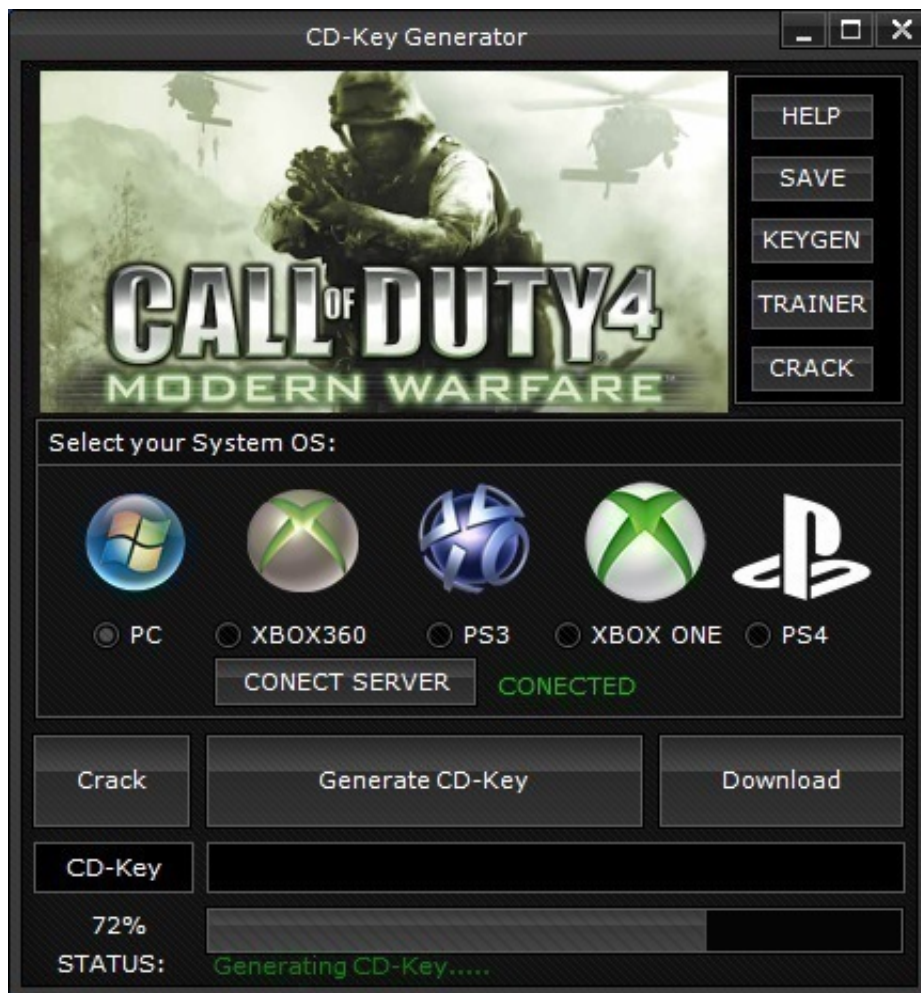 CD-Key Generator
HELP
SAVE
KEYGEN
TRAINER
CRACK
CALL OF DUTY 4
MODERN WARFARE
Select your System OS:
PC
XBOX360
PS3
XBOX ONE
PS4
CONECT SERVER
CONECTED
Crack
Generate CD-Key
Download
CD-Key
72%
STATUS:
Generating CD-Key.....